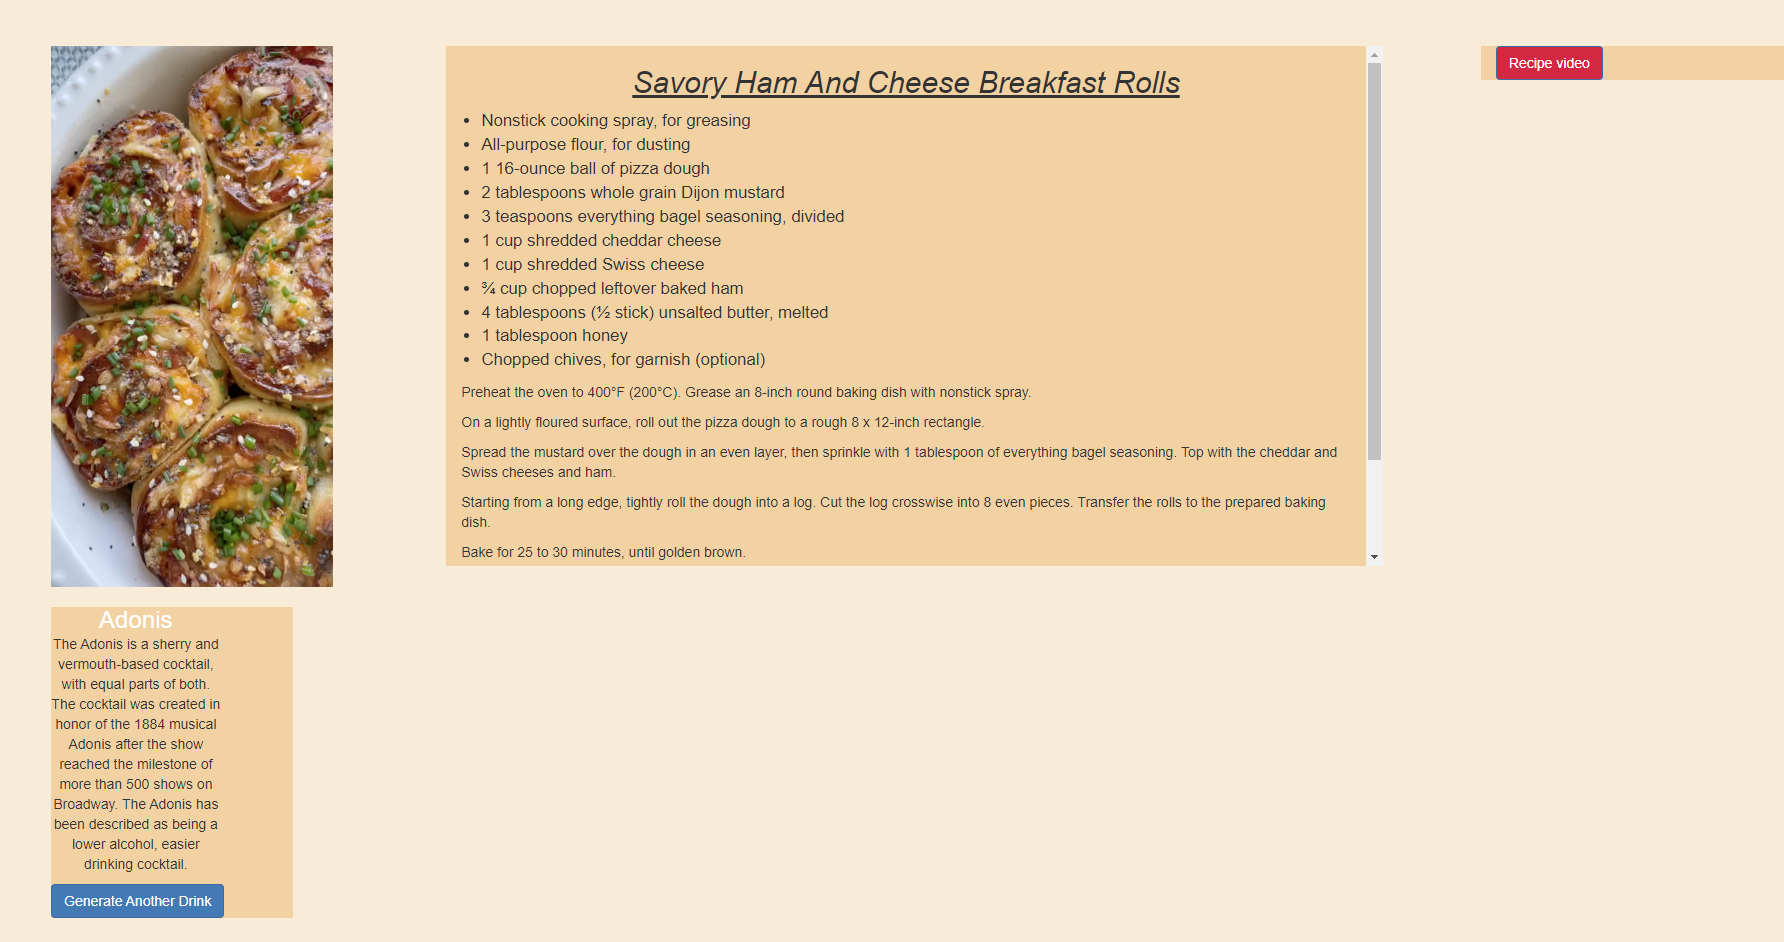 Savory Ham And Cheese Breakfast Rolls
Nonstick cooking spray, for greasing
All-purpose flour, for dusting
1 16-ounce ball of pizza dough
2 tablespoons whole grain Dijon mustard
3 teaspoons everything bagel seasoning, divided
1 cup shredded cheddar cheese
1 cup shredded Swiss cheese
¾ cup chopped leftover baked ham
4 tablespoons (½ stick) unsalted butter, melted
1 tablespoon honey
Chopped chives, for garnish (optional)
Preheat the oven to 400°F (200°C). Grease an 8-inch round baking dish with nonstick spray.
On a lightly floured surface, roll out the pizza dough to a rough 8 x 12-inch rectangle.
Spread the mustard over the dough in an even layer, then sprinkle with 1 tablespoon of everything bagel seasoning. Top with the cheddar and
Swiss cheeses and ham.
Starting from a long edge, tightly roll the dough into a log. Cut the log crosswise into 8 even pieces. Transfer the rolls to the prepared baking
dish.
Bake for 25 to 30 minutes, until golden brown.
Recipe video
Adonis
The Adonis is a sherry and
vermouth-based cocktail,
with equal parts of both.
The cocktail was created in
honor of the 1884 musical
Adonis after the show
reached the milestone of
more than 500 shows on
Broadway. The Adonis has
been described as being a
lower alcohol, easier
drinking cocktail.
Generate Another Drink